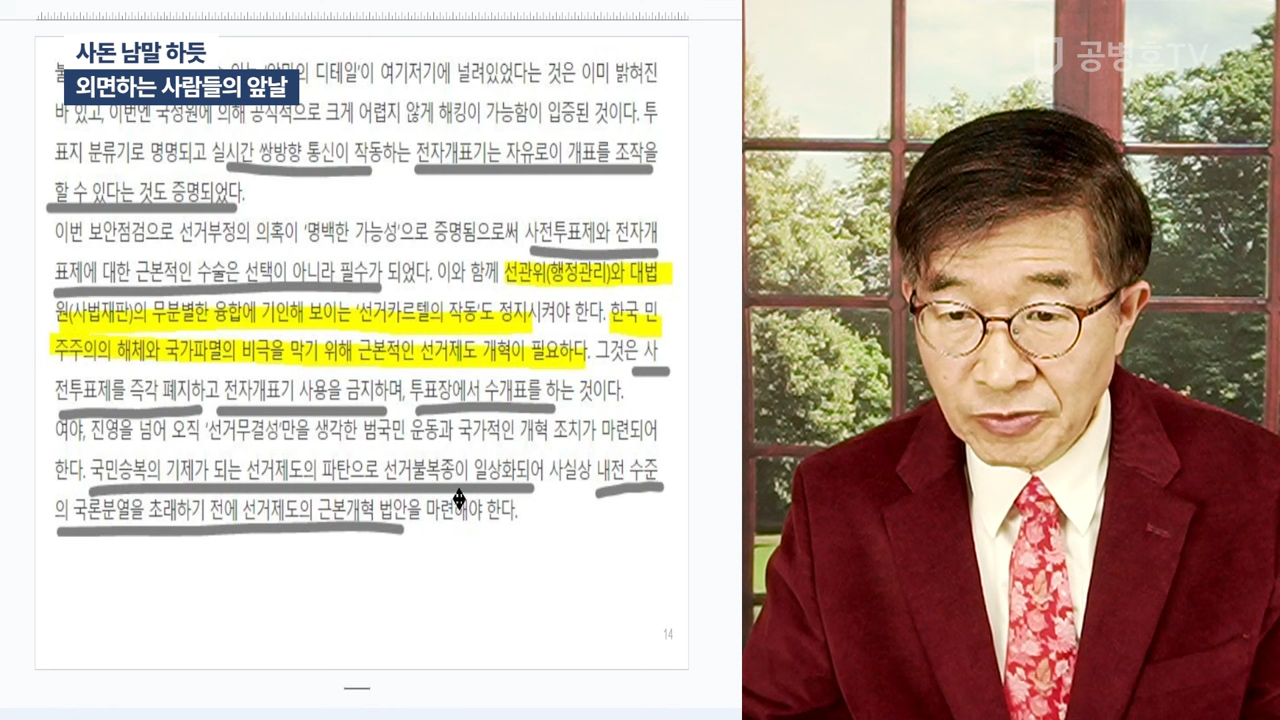 사돈 남말 하듯
외면하는 사람들의 앞날
공병호TV
디테일'이 여기저기에 널려있었다는 것은 이미 밝혀진
바 있고, 이번엔 국정원에 의해 공식적으로 크게 어렵지 않게 해킹이 가능함이 입증된 것이다. 투
표지 분류기로 명명되고 실시간 쌍방향 통신이 작동하는 전자개표기는 자유로이 개표를 조작을
할 수 있다는 것도 증명되었다.
이번 보안점검으로 선거부정의 의혹이 '명백한 가능성'으로 증명됨으로써 사전투표제와 전자개
표제에 대한 근본적인 수술은 선택이 아니라 필수가 되었다. 이와 함께 선관위(행정관리)와 대법
원(사법재판)의 무분별한 융합에 기인해 보이는 '선거카르텔의 작동'도 정지시켜야 한다. 한국 민
주주의의 해체와 국가파멸의 비극을 막기 위해 근본적인 선거제도 개혁이 필요하다. 그것은 사
전투표제를 즉각 폐지하고 전자개표기 사용을 금지하며, 투표장에서 수개표를 하는 것이다.
여야, 진영을 넘어 오직 '선거무결성'만을 생각한 범국민 운동과 국가적인 개혁 조치가 마련되어
한다. 국민승복의 기제가 되는 선거제도의 파탄으로 선거불복종이 일상화되어 사실상 내전 수준
의 국론분열을 초래하기 전에 선거제도의 근본개혁 법안을 마련해야 한다.
14